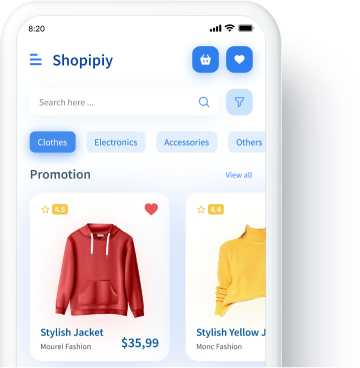 8:20
Shopipiy
Search here ...
Clothes Electronics Accessories Others
Promotion View all
4.5
4.4
Stylish Jacket
Mourel Fashion $35,99
Stylish Yellow J
Monc Fashion